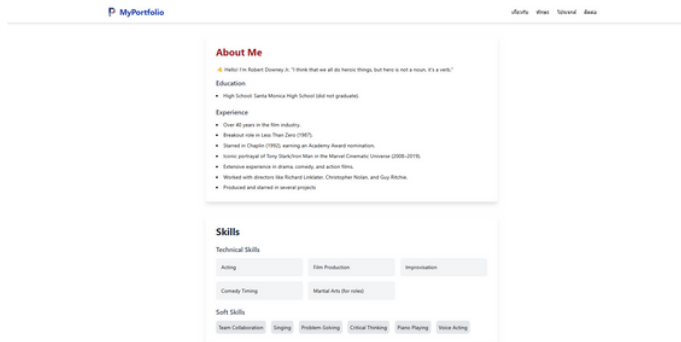 MyPortfolio
เกี่ยวกับ ทักษะ โปรเจกต์ ติดต่อ
About Me
👋 Hello! I'm Robert Downey Jr. "I think that we all do heroic things, but hero is not a noun, it's a verb."
Education
• High School: Santa Monica High School (did not graduate).
Experience
• Over 40 years in the film industry.
• Breakout role in Less Than Zero (1987).
• Starred in Chaplin (1992), earning an Academy Award nomination.
• Iconic portrayal of Tony Stark/Iron Man in the Marvel Cinematic Universe (2008–2019).
• Extensive experience in drama, comedy, and action films.
• Worked with directors like Richard Linklater, Christopher Nolan, and Guy Ritchie.
• Produced and starred in several projects
Skills
Technical Skills
Acting Film Production Improvisation
Comedy Timing Martial Arts (for roles)
Soft Skills
Team Collaboration Singing Problem-Solving Critical Thinking Piano Playing Voice Acting